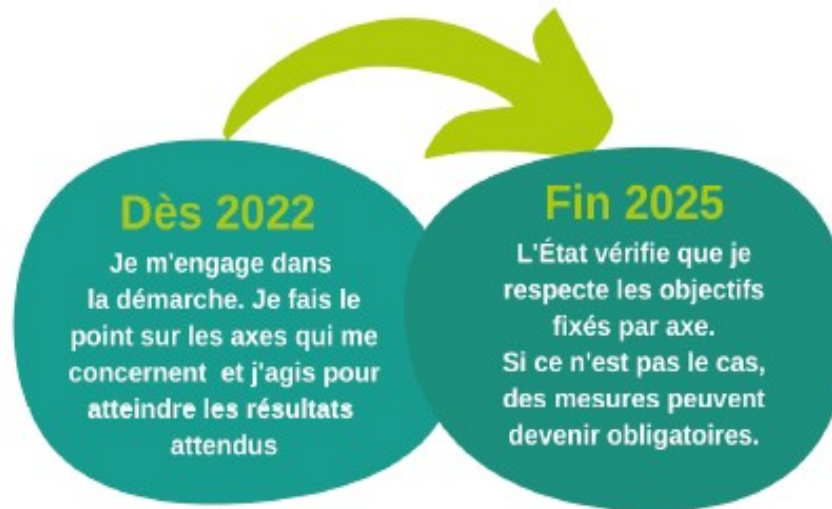 Dès 2022
Je m'engage dans
la démarche. Je fais le
point sur les axes qui me
concernent et j'agis pour
atteindre les résultats
attendus
Fin 2025
L'État vérifie que je
respecte les objectifs
fixés par axe.
Si ce n'est pas le cas,
des mesures peuvent
devenir obligatoires.